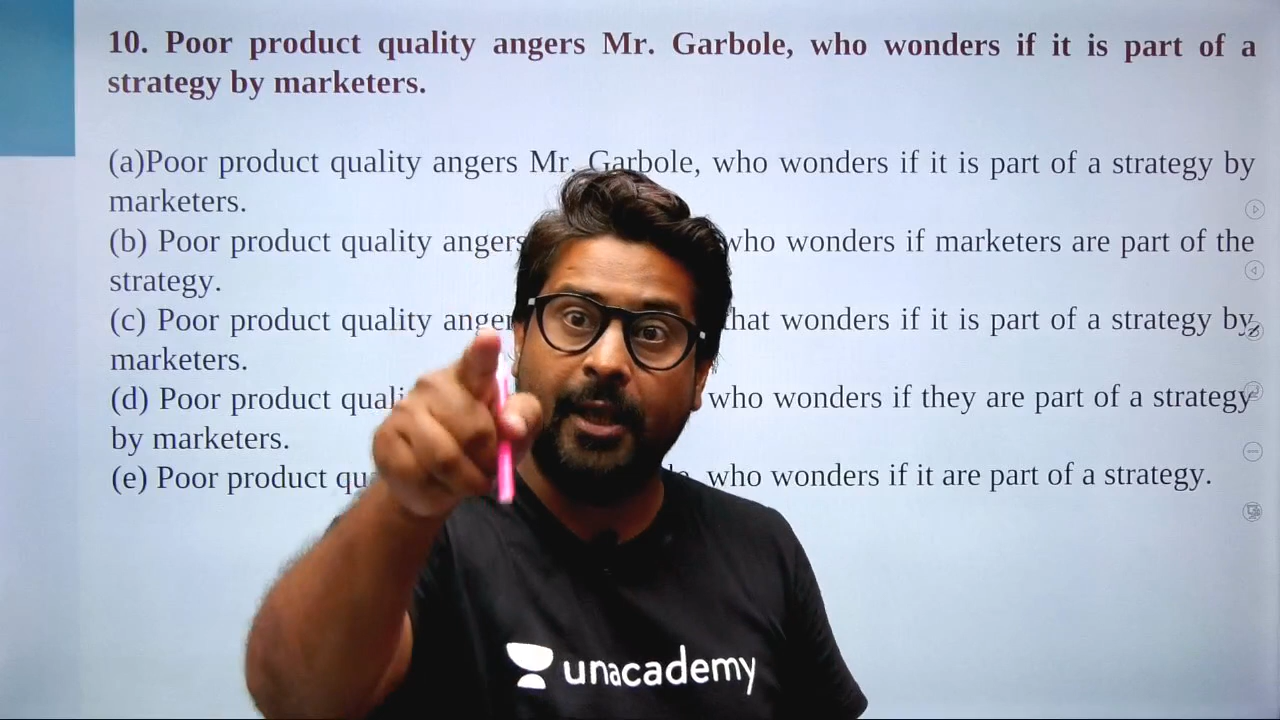 10. Poor product quality angers Mr. Garbole, who wonders if it is part of a
strategy by marketers.
(a)Poor product quality angers Mr. Garbole, who wonders if it is part of a strategy by
marketers.
(b) Poor product quality angers who wonders if marketers are part of the
strategy.
(c) Poor product quality that wonders if it is part of a strategy by
marketers.
(d) Poor product who wonders if they are part of a strategy
by marketers.
(e) Poor product who wonders if it are part of a strategy.
unacademy